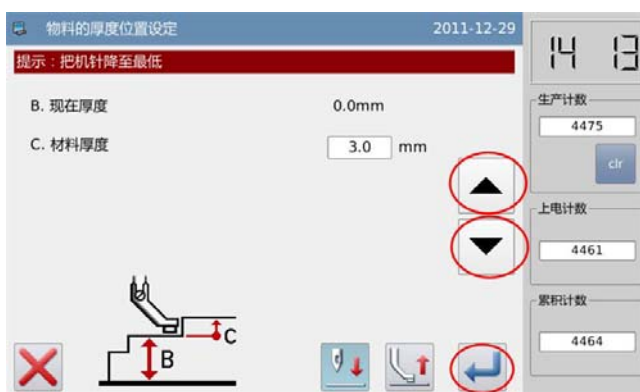 物料的厚度位置设定 2011-12-29
提示：把机针降至最低
B. 现在厚度 0.0mm
C. 材料厚度 3.0 mm
C
B
14 13
生产计数
4475
clr
上电计数
4461
累积计数
4464